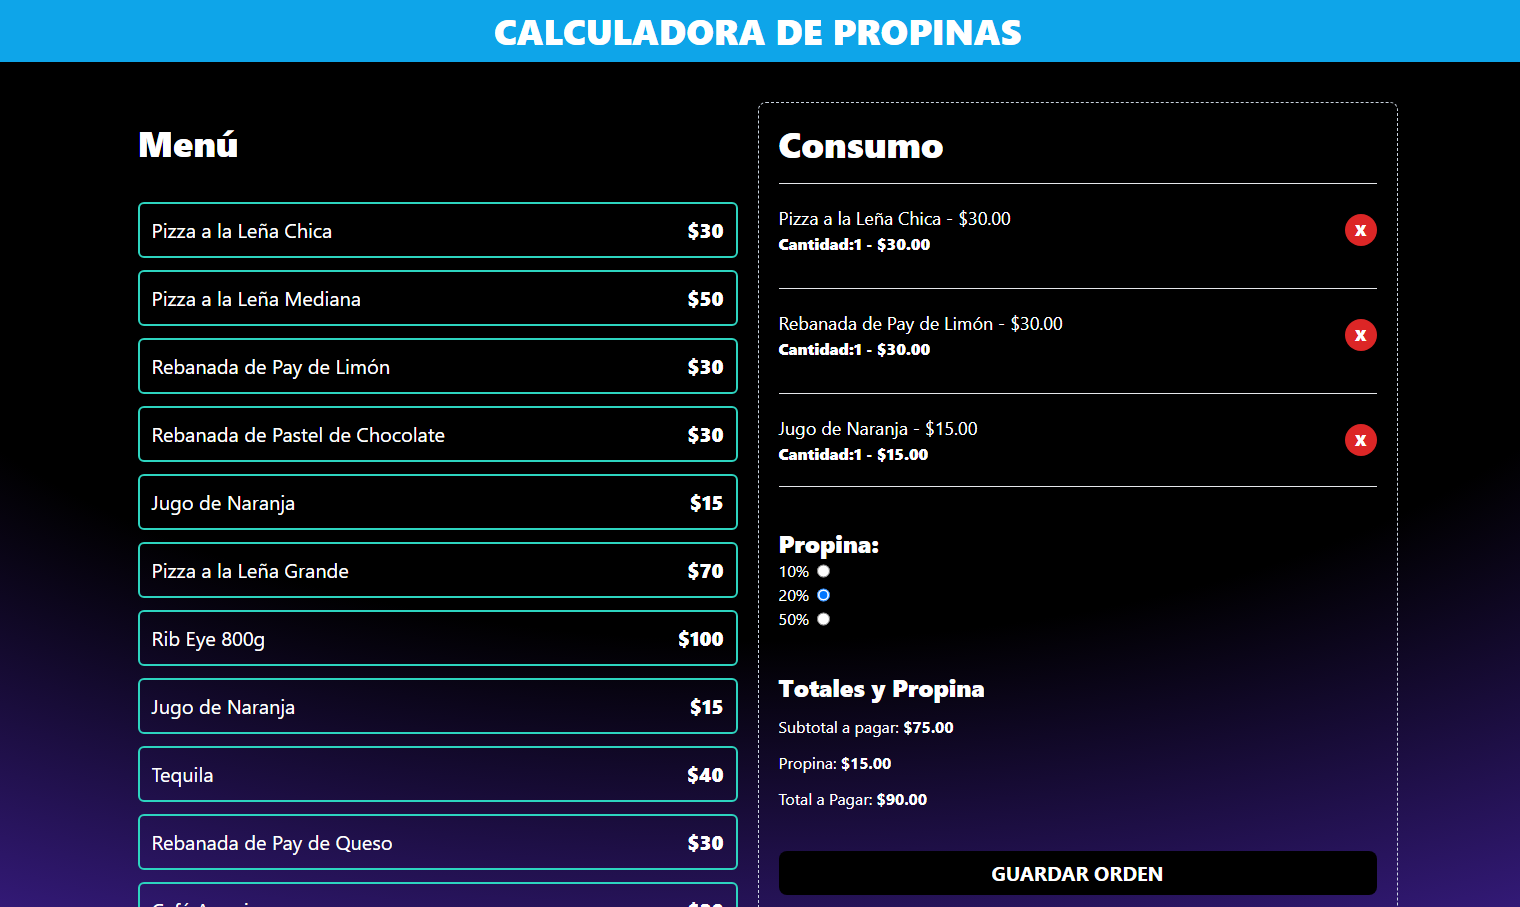 CALCULADORA DE PROPINAS
Menú
Pizza a la Leña Chica $30
Pizza a la Leña Mediana $50
Rebanada de Pay de Limón $30
Rebanada de Pastel de Chocolate $30
Jugo de Naranja $15
Pizza a la Leña Grande $70
Rib Eye 800g $100
Jugo de Naranja $15
Tequila $40
Rebanada de Pay de Queso $30
Consumo
Pizza a la Leña Chica - $30.00
Cantidad:1 - $30.00
X
Rebanada de Pay de Limón - $30.00
Cantidad:1 - $30.00
X
Jugo de Naranja - $15.00
Cantidad:1 - $15.00
X
Propina:
10%
20%
50%
Totales y Propina
Subtotal a pagar: $75.00
Propina: $15.00
Total a Pagar: $90.00
GUARDAR ORDEN